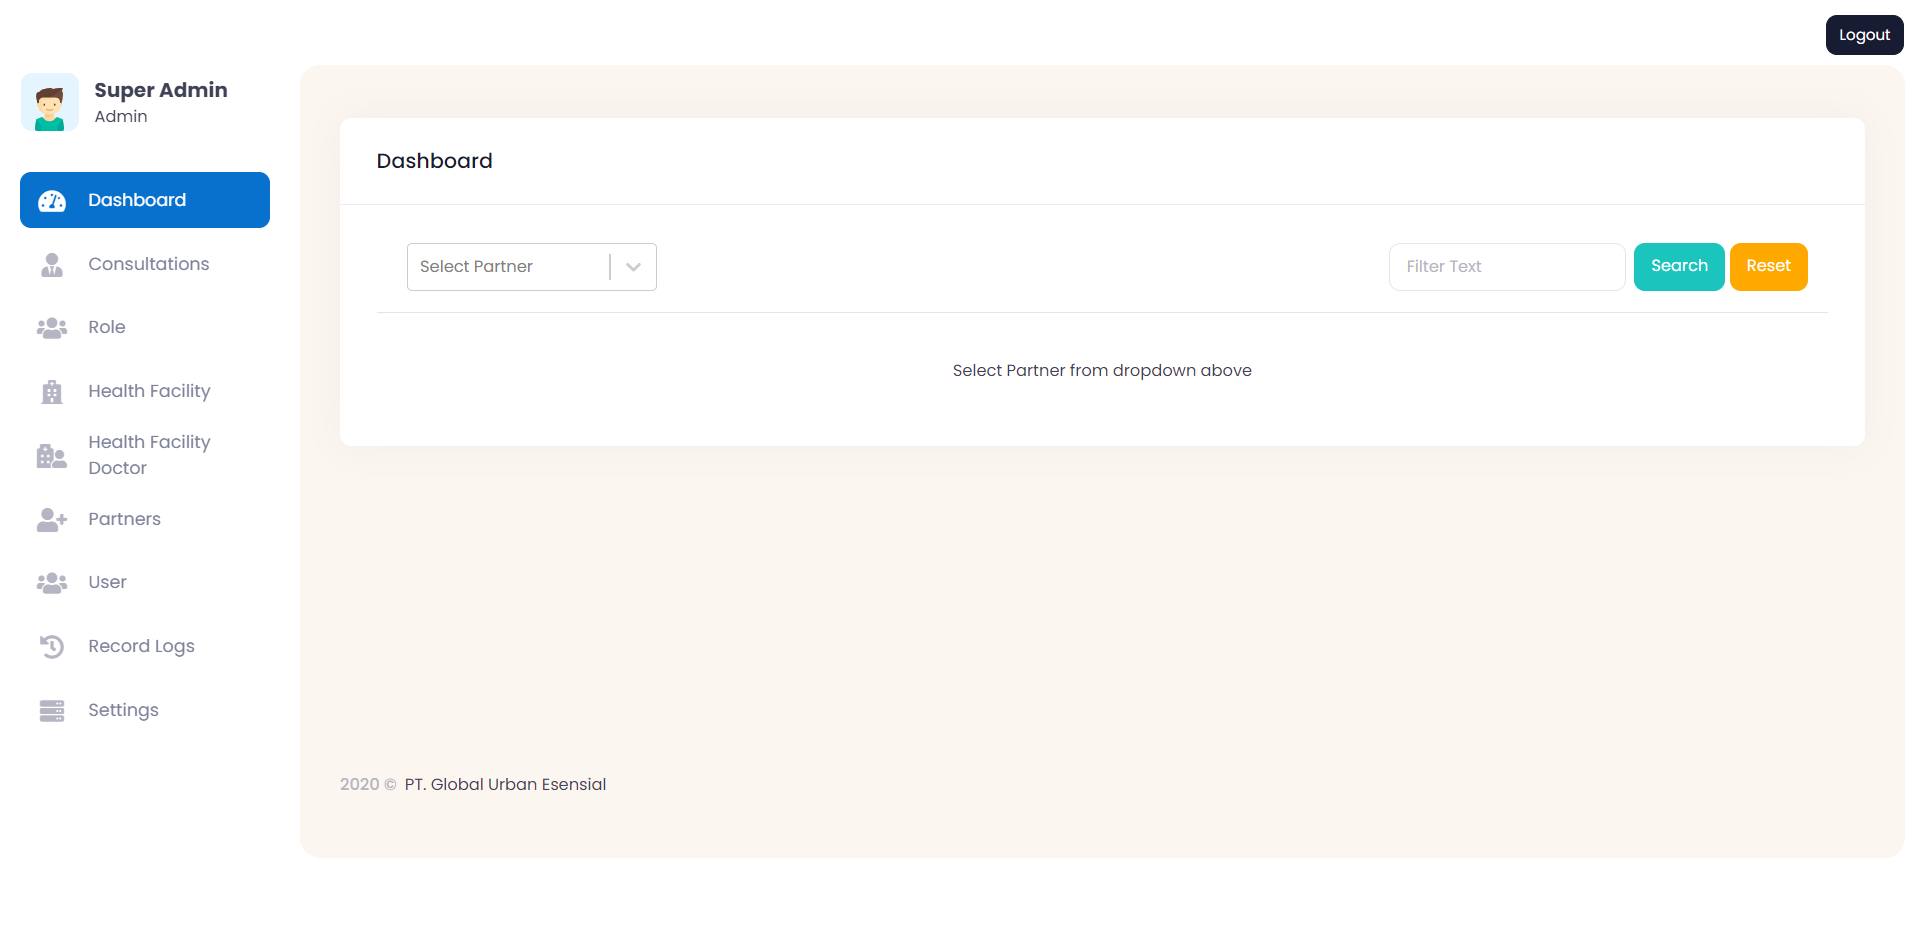 Logout
Super Admin
Admin
Dashboard
Consultations
Role
Health Facility
Health Facility
Doctor
Partners
User
Record Logs
Settings
Dashboard
Select Partner
Filter Text
Search
Reset
Select Partner from dropdown above
2020 © PT. Global Urban Esensial